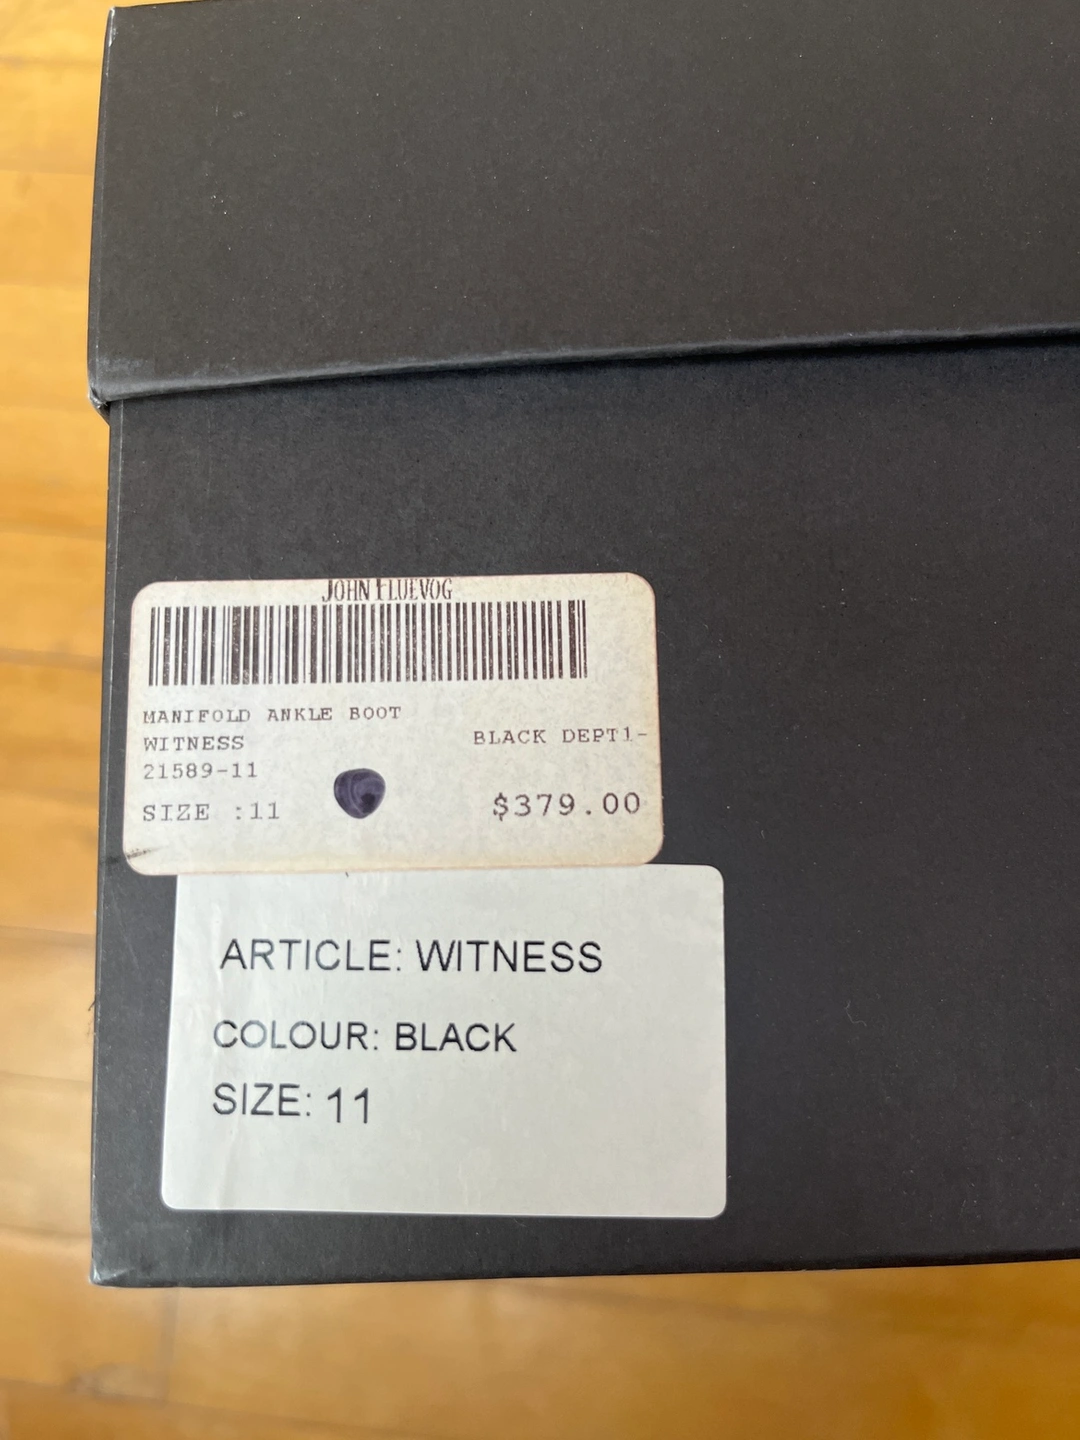 JOHN FLUEVOG
MANIFOLD ANKLE BOOT
WITNESS BLACK DEPT1-
21589-11
SIZE :11 $379.00
ARTICLE: WITNESS
COLOUR: BLACK
SIZE: 11